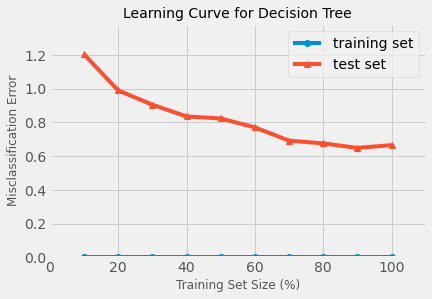 Learning Curve for Decision Tree
training set
test set
Misclassification Error
1.2
1.0
0.8
0.6
0.4
0.2
0.0
0 20 40 60 80 100
Training Set Size (%)